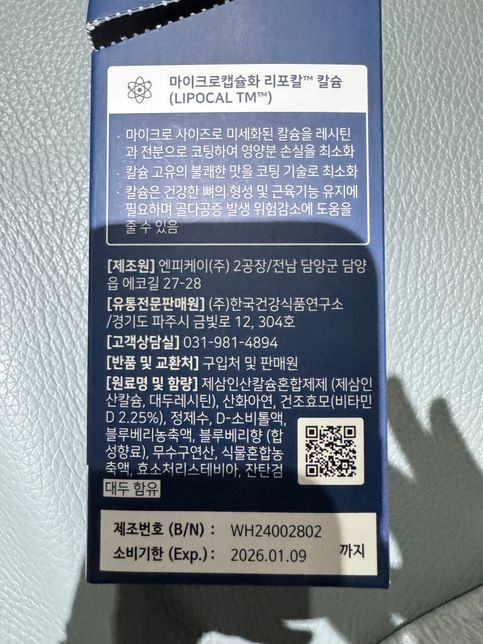 마이크로캡슐화 리포칼™ 칼슘
(LIPOCAL TM™)
· 마이크로 사이즈로 미세화된 칼슘을 레시틴
과 전분으로 코팅하여 영양분 손실을 최소화
· 칼슘 고유의 불쾌한 맛을 코팅 기술로 최소화
· 칼슘은 건강한 뼈의 형성 및 근육기능 유지에
필요하며 골다공증 발생 위험감소에 도움을
줄 수 있음
[제조원] 엔피케이(주) 2공장/전남 담양군 담양
읍 에코길 27-28
[유통전문판매원] (주)한국건강식품연구소
/경기도 파주시 금빛로 12, 304호
[고객상담실] 031-981-4894
[반품 및 교환처] 구입처 및 판매원
[원료명 및 함량] 제삼인산칼슘혼합제제 (제삼인
산칼슘, 대두레시틴), 산화아연, 건조효모(비타민
D 2.25%), 정제수, D-소비톨액,
블루베리농축액, 블루베리향 (합
성향료), 무수구연산, 식물혼합농
축액, 효소처리스테비아, 잔탄검
대두 함유
제조번호 (B/N) : WH24002802
소비기한 (Exp.) : 2026.01.09 까지